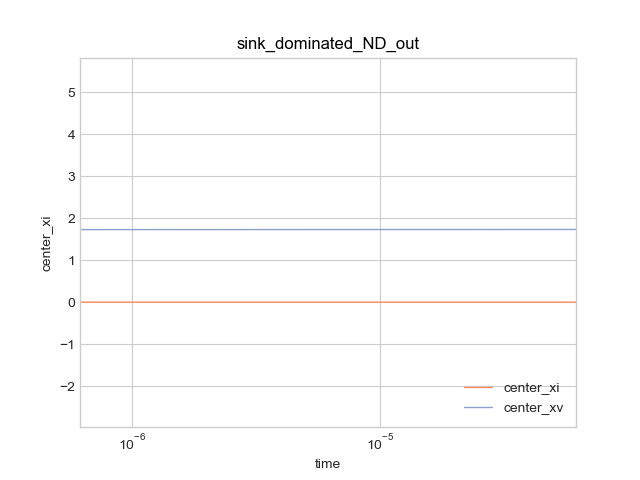 sink_dominated_ND_out
5
4
3
2
1
0
−1
−2
center_xi
10⁻⁶
10⁻⁵
time
center_xi
center_xv